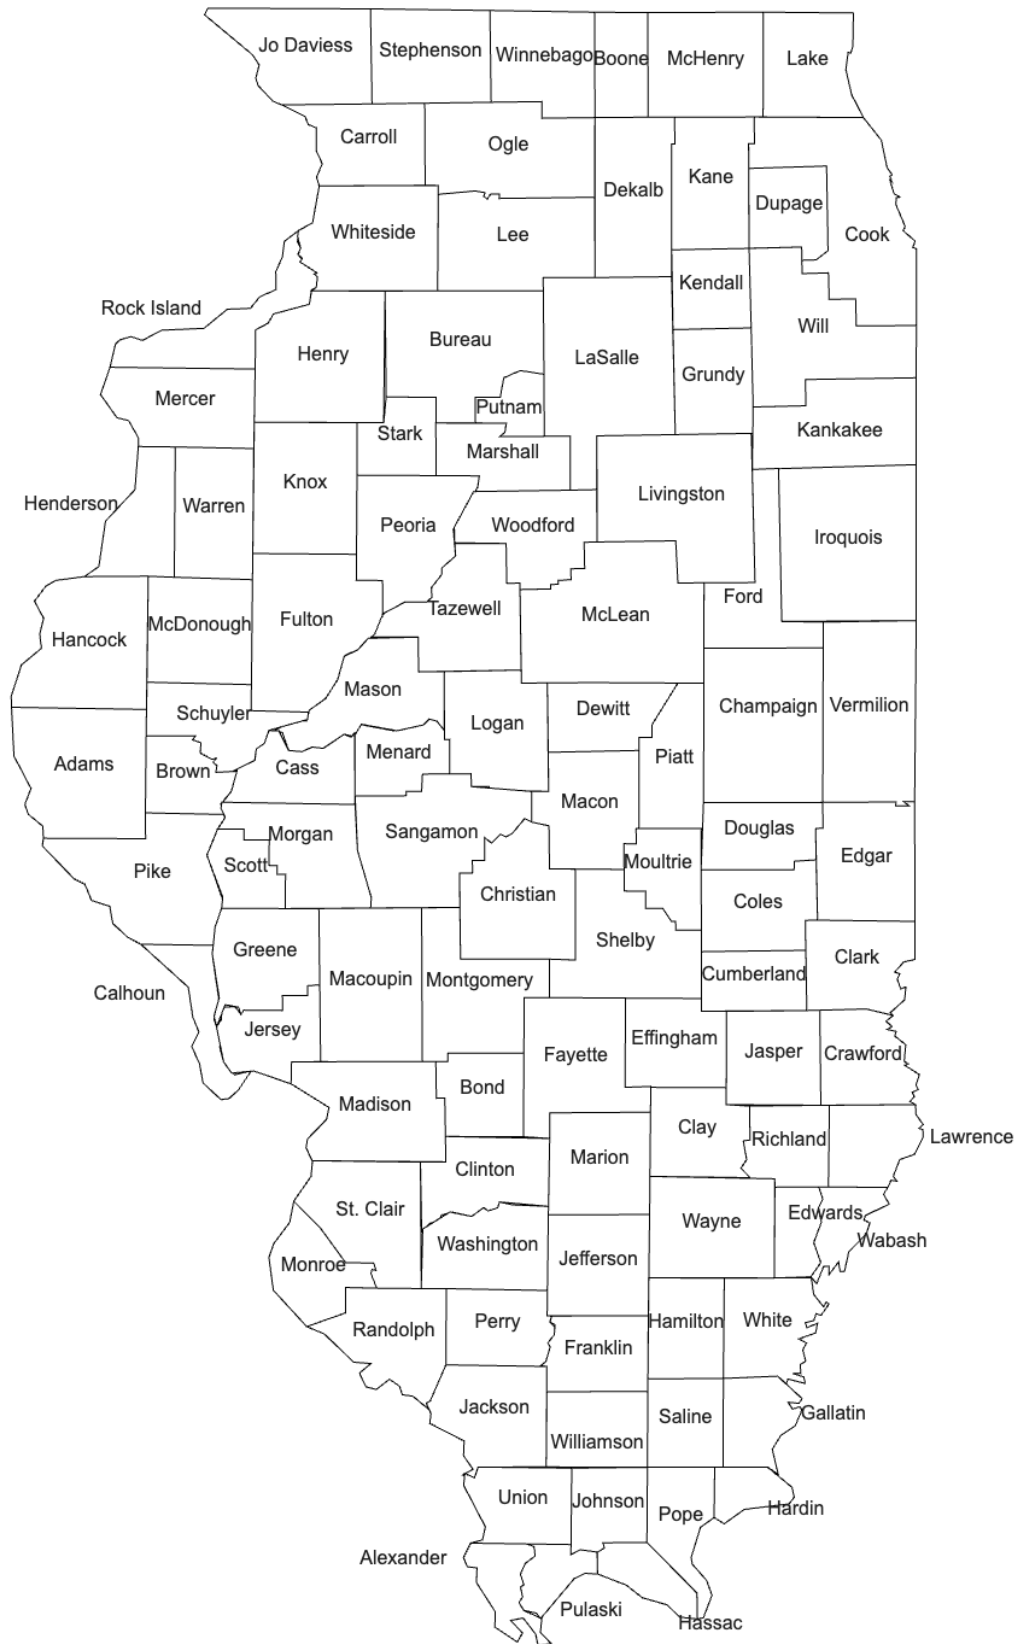 Jo Daviess
Stephenson
Winnebago
Boone
McHenry
Lake
Carroll
Ogle
Dekalb
Kane
Dupage
Cook
Whiteside
Lee
Kendall
Rock Island
Will
Henry
Bureau
LaSalle
Grundy
Mercer
Putnam
Stark
Marshall
Kankakee
Henderson
Warren
Knox
Peoria
Woodford
Livingston
Iroquois
Hancock
McDonough
Fulton
Tazewell
McLean
Ford
Mason
Schuyler
Logan
Dewitt
Champaign
Vermilion
Adams
Brown
Cass
Menard
Piatt
Macon
Morgan
Sangamon
Douglas
Pike
Scott
Moultrie
Edgar
Christian
Coles
Greene
Shelby
Clark
Calhoun
Macoupin
Montgomery
Cumberland
Jersey
Fayette
Effingham
Jasper
Crawford
Madison
Bond
Clay
Richland
Lawrence
Clinton
Marion
St. Clair
Wayne
Edwards
Wabash
Monroe
Washington
Jefferson
Randolph
Perry
Hamilton
White
Franklin
Jackson
Saline
Gallatin
Williamson
Union
Johnson
Pope
Hardin
Alexander
Pulaski
Hassac